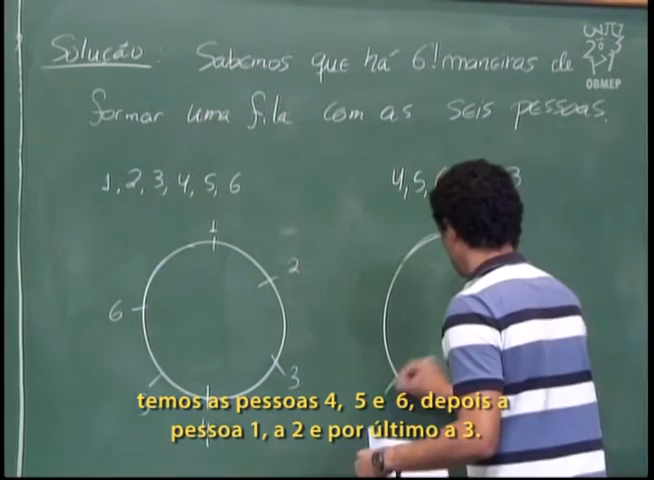 Solução: Sabemos que há 6! maneiras de
formar uma fila com as seis pessoas.
OBMEP
1, 2, 3, 4, 5, 6
4, 5, 3
1
2
6
3
temos as pessoas 4, 5 e 6, depois a
pessoa 1, a 2 e por último a 3.